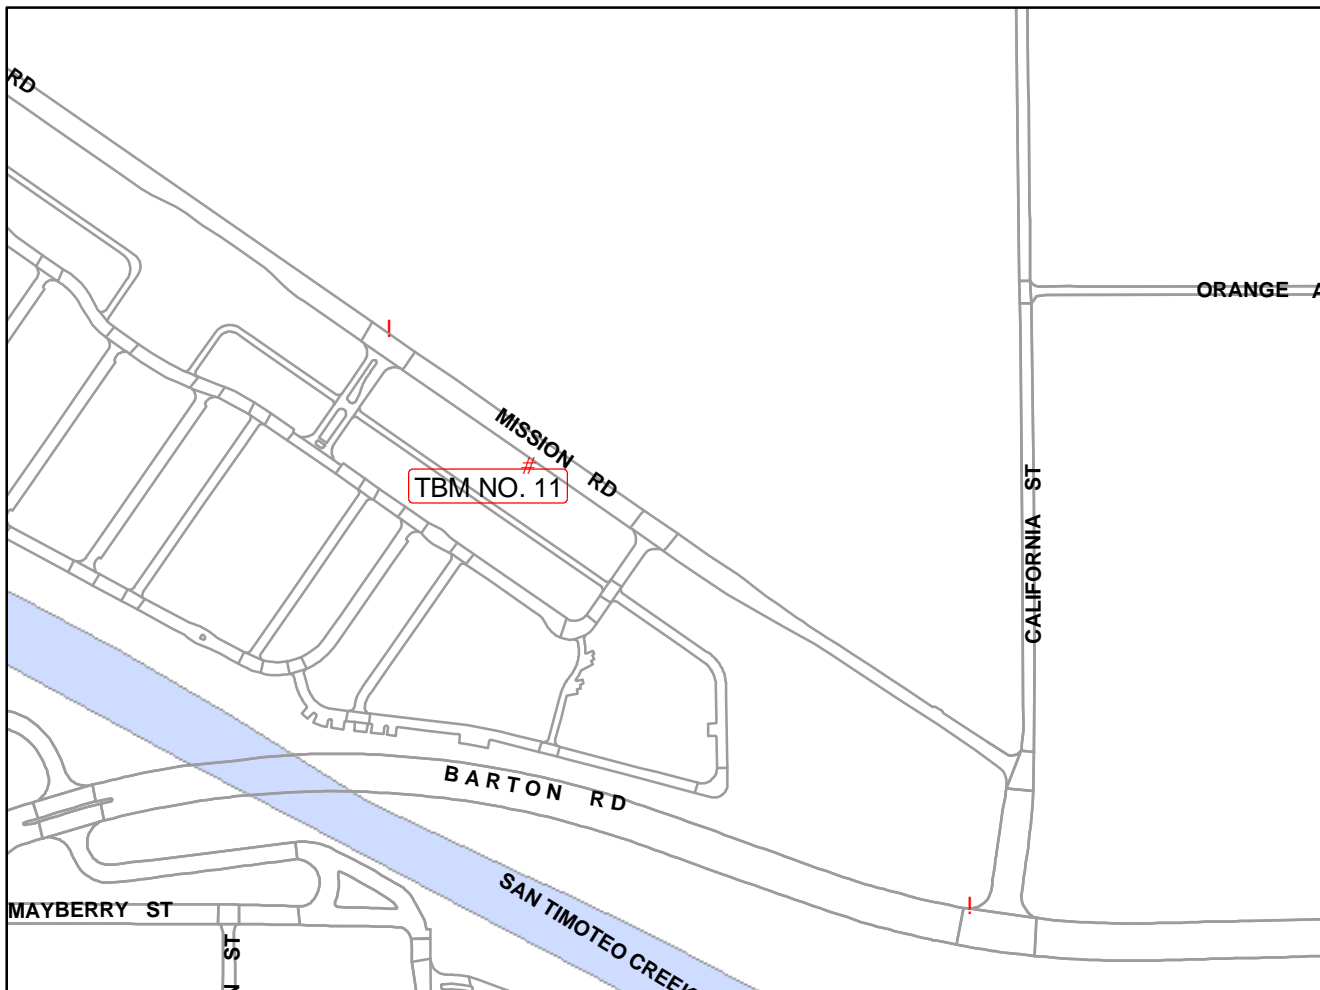 RD
ORANGE A
!
MISSION RD
#
TBM NO. 11
CALIFORNIA ST
BARTON RD
SAN TIMOTEO CREEK
!
MAYBERRY ST
N ST